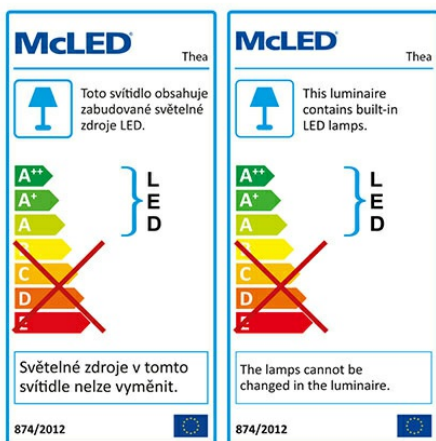 McLED
Thea
Toto svítidlo obsahuje
zabudované světelné
zdroje LED.
A++
A+
A
B
C
D
E
L
E
D
Světelné zdroje v tomto
svítidle nelze vyměnit.
874/2012
McLED
Thea
This luminaire
contains built-in
LED lamps.
A++
A+
A
B
C
D
E
L
E
D
The lamps cannot be
changed in the luminaire.
874/2012